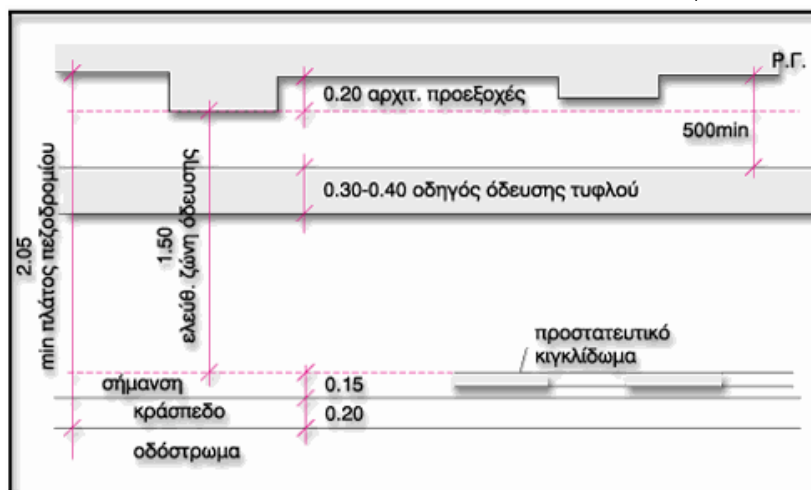 Ρ.Γ.
0.20 αρχιτ. προεξοχές
500min
0.30-0.40 οδηγός όδευσης τυφλού
2.05
min πλάτος πεζοδρομίου
1.50
ελεύθ. ζώνη όδευσης
προστατευτικό
κιγκλίδωμα
σήμανση 0.15
κράσπεδο 0.20
οδόστρωμα